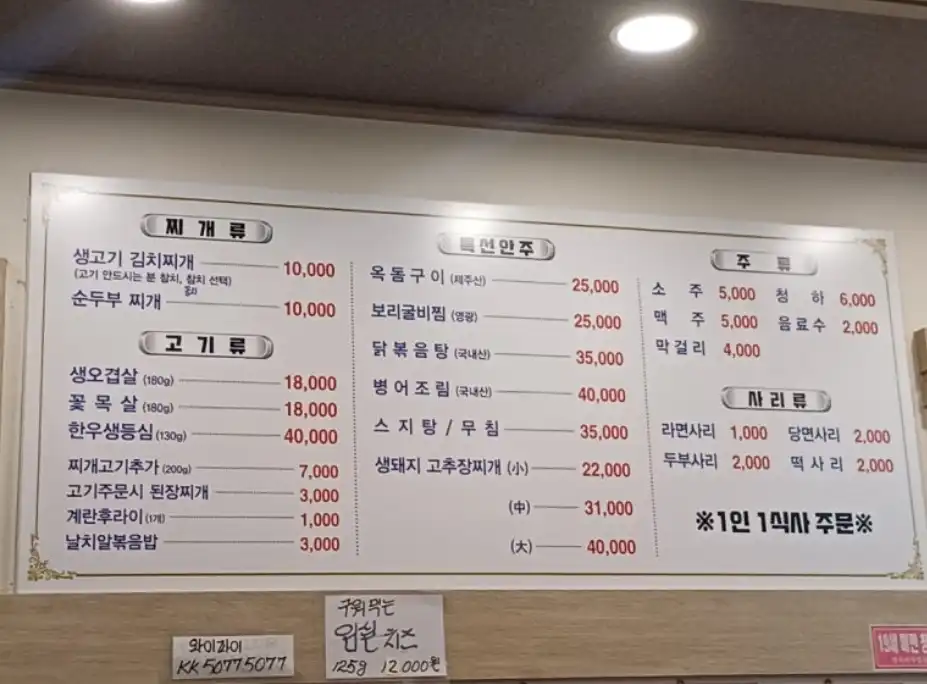 찌 개 류
생고기 김치찌개 10,000
(고기 안드시는 분 참치, 참치 선택)
순두부 찌개 10,000
고 기 류
생오겹살 (180g) 18,000
꽃 목 살 (180g) 18,000
한우생등심 (130g) 40,000
찌개고기추가 (200g) 7,000
고기주문시 된장찌개 3,000
계란후라이 (1개) 1,000
날치알볶음밥 3,000
특선안주
옥돔구이 (제주산) 25,000
보리굴비찜 (영광) 25,000
닭볶음탕 (국내산) 35,000
병어조림 (국내산) 40,000
스지탕 / 무침 35,000
생돼지 고추장찌개 (小) 22,000
(中) 31,000
(大) 40,000
주 류
소 주 5,000 청 하 6,000
맥 주 5,000 음료수 2,000
막걸리 4,000
사 리 류
라면사리 1,000 당면사리 2,000
두부사리 2,000 떡 사 리 2,000
※1인 1식사 주문※
와이파이
KK50775077
구워먹는
치즈
125g 12,000원
19세 미만